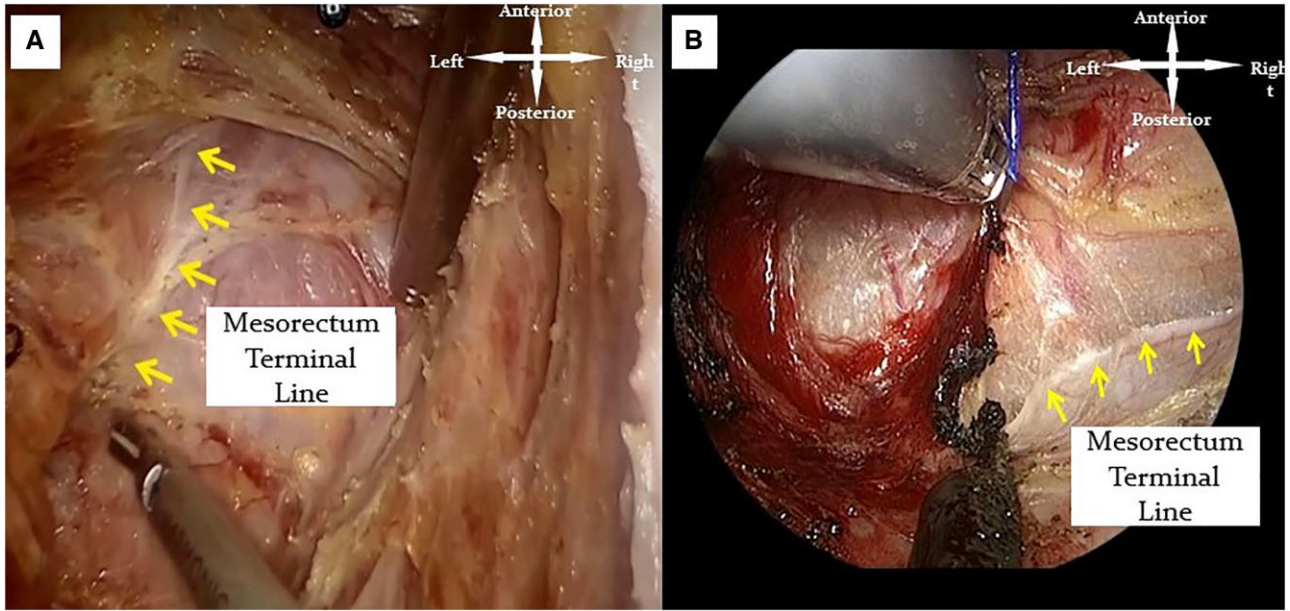 A
Anterior
Left
Righ
t
Posterior
Mesorectum
Terminal
Line
B
Anterior
Left
Righ
t
Posterior
Mesorectum
Terminal
Line